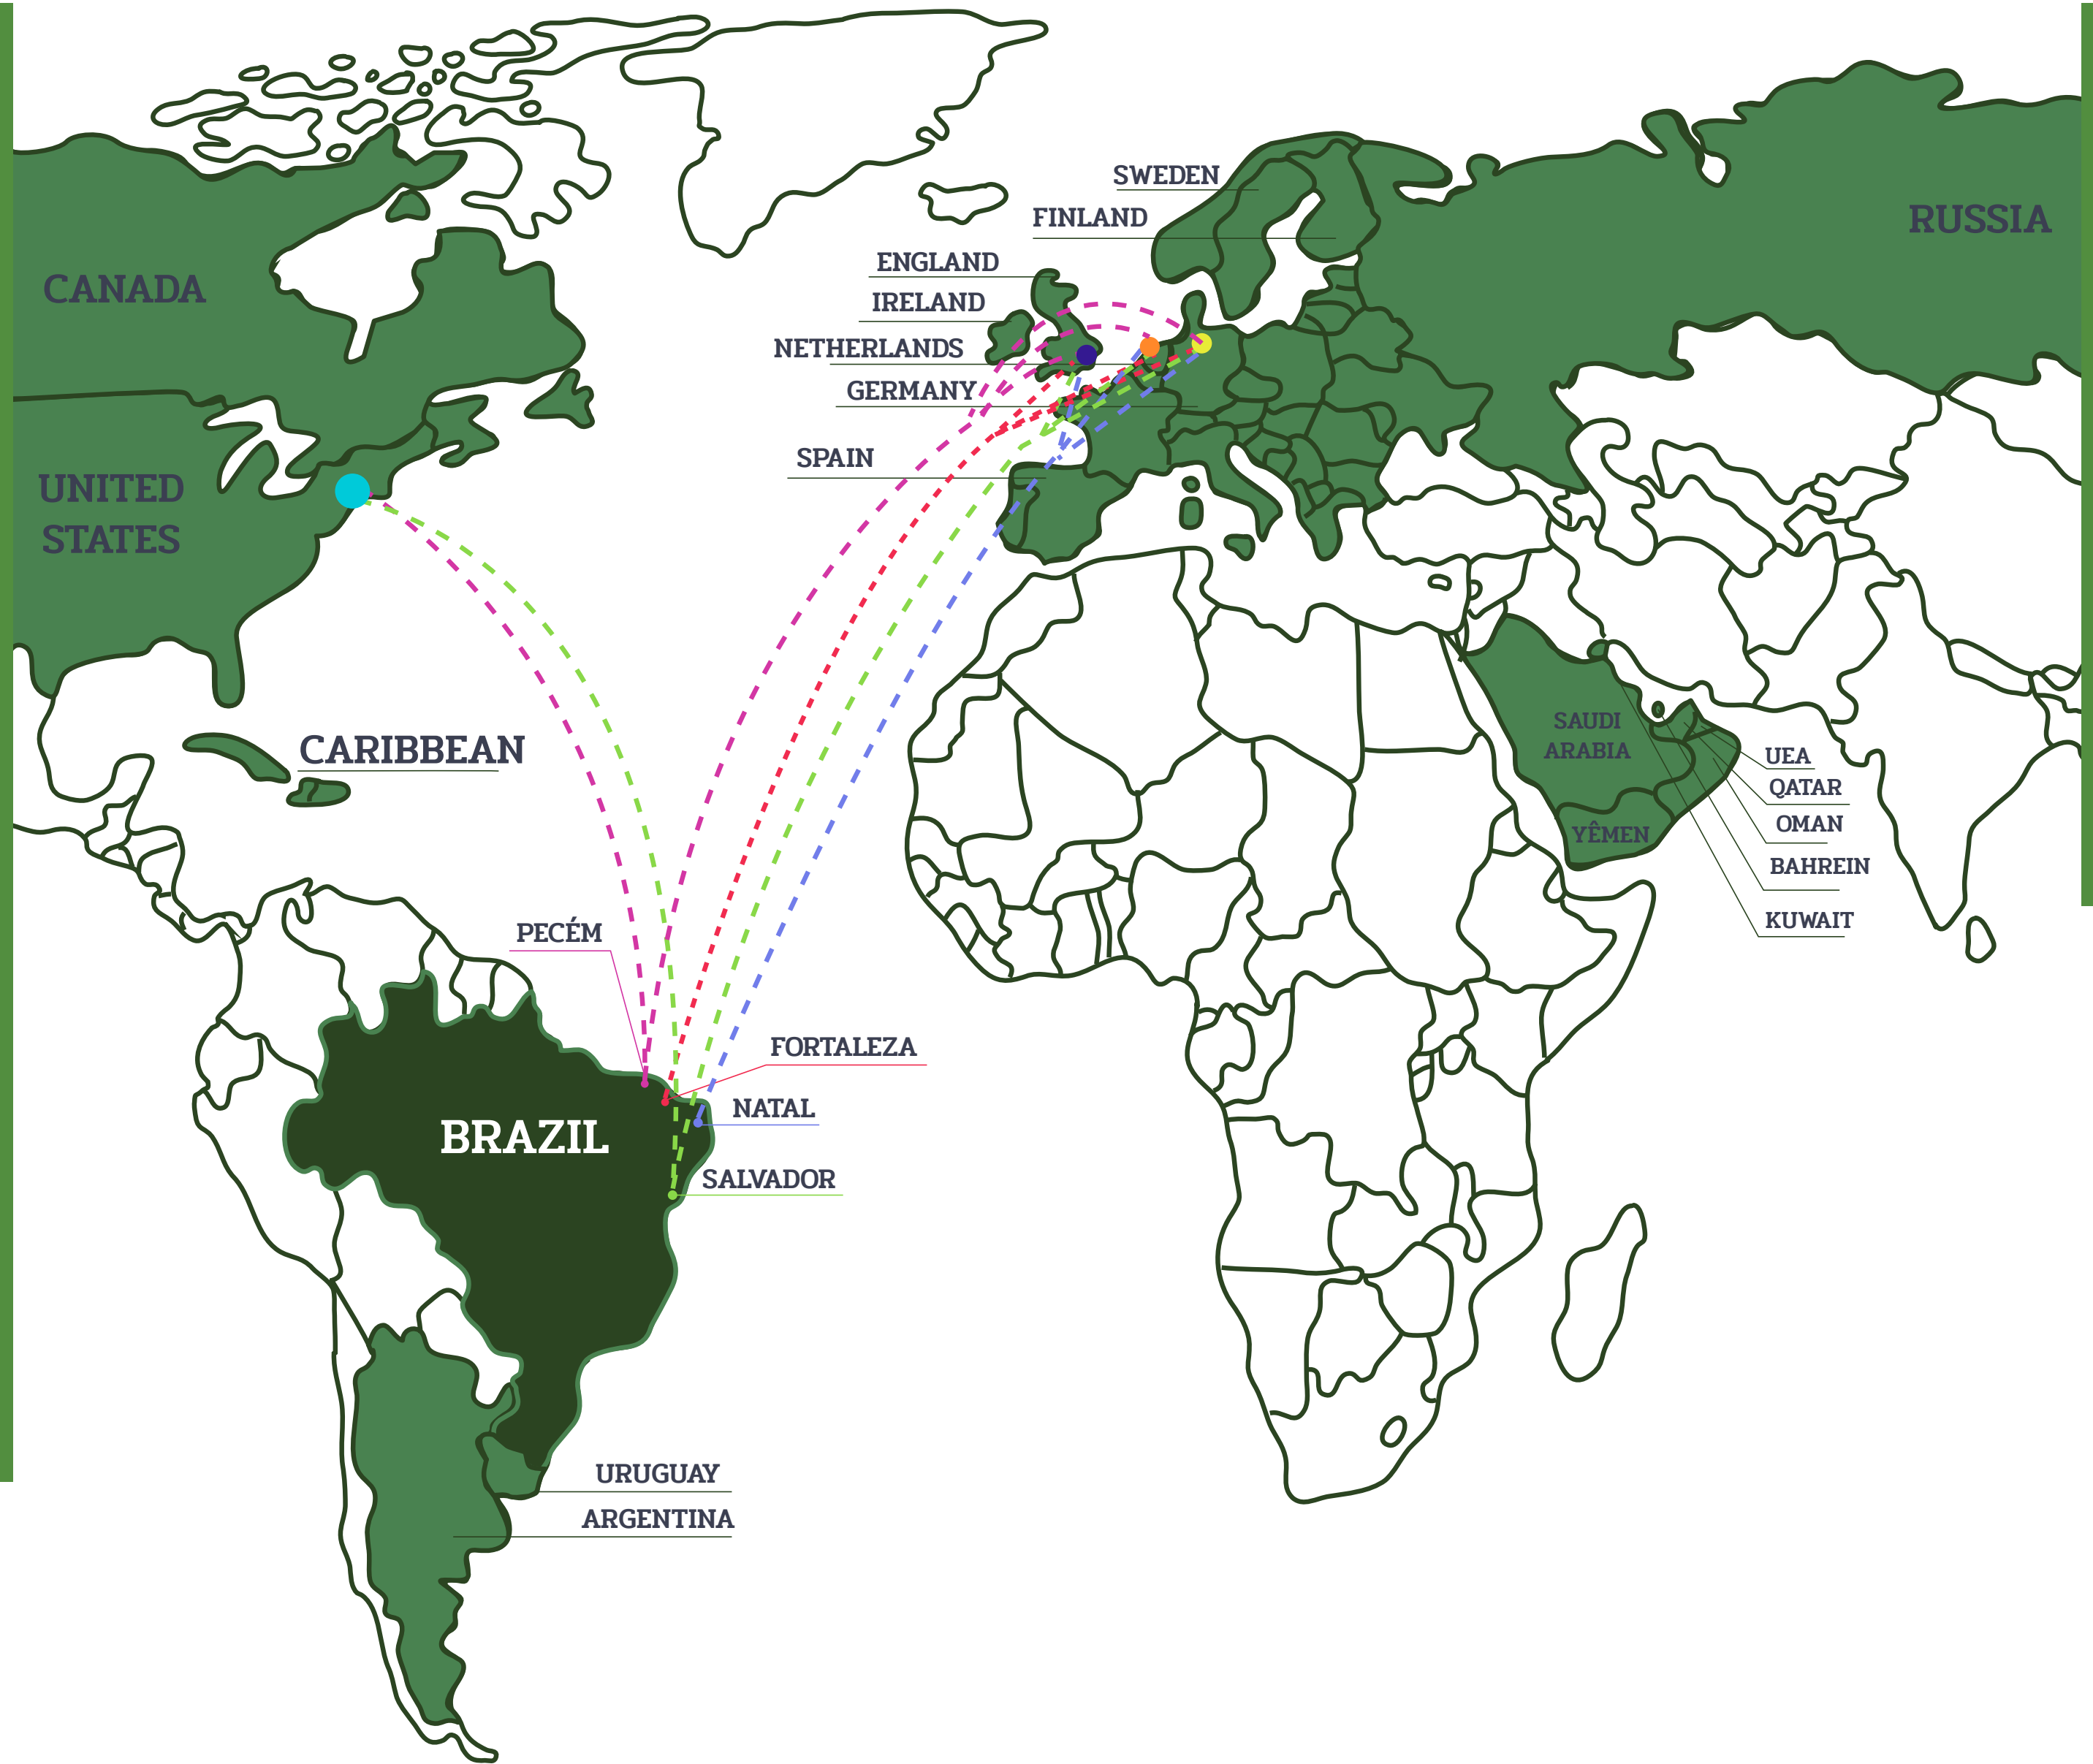 SWEDEN
FINLAND
RUSSIA
ENGLAND
CANADA
IRELAND
NETHERLANDS
GERMANY
SPAIN
UNITED
STATES
CARIBBEAN
SAUDI
ARABIA
UEA
QATAR
OMAN
YÊMEN
BAHREIN
KUWAIT
PECÉM
FORTALEZA
NATAL
BRAZIL
SALVADOR
URUGUAY
ARGENTINA